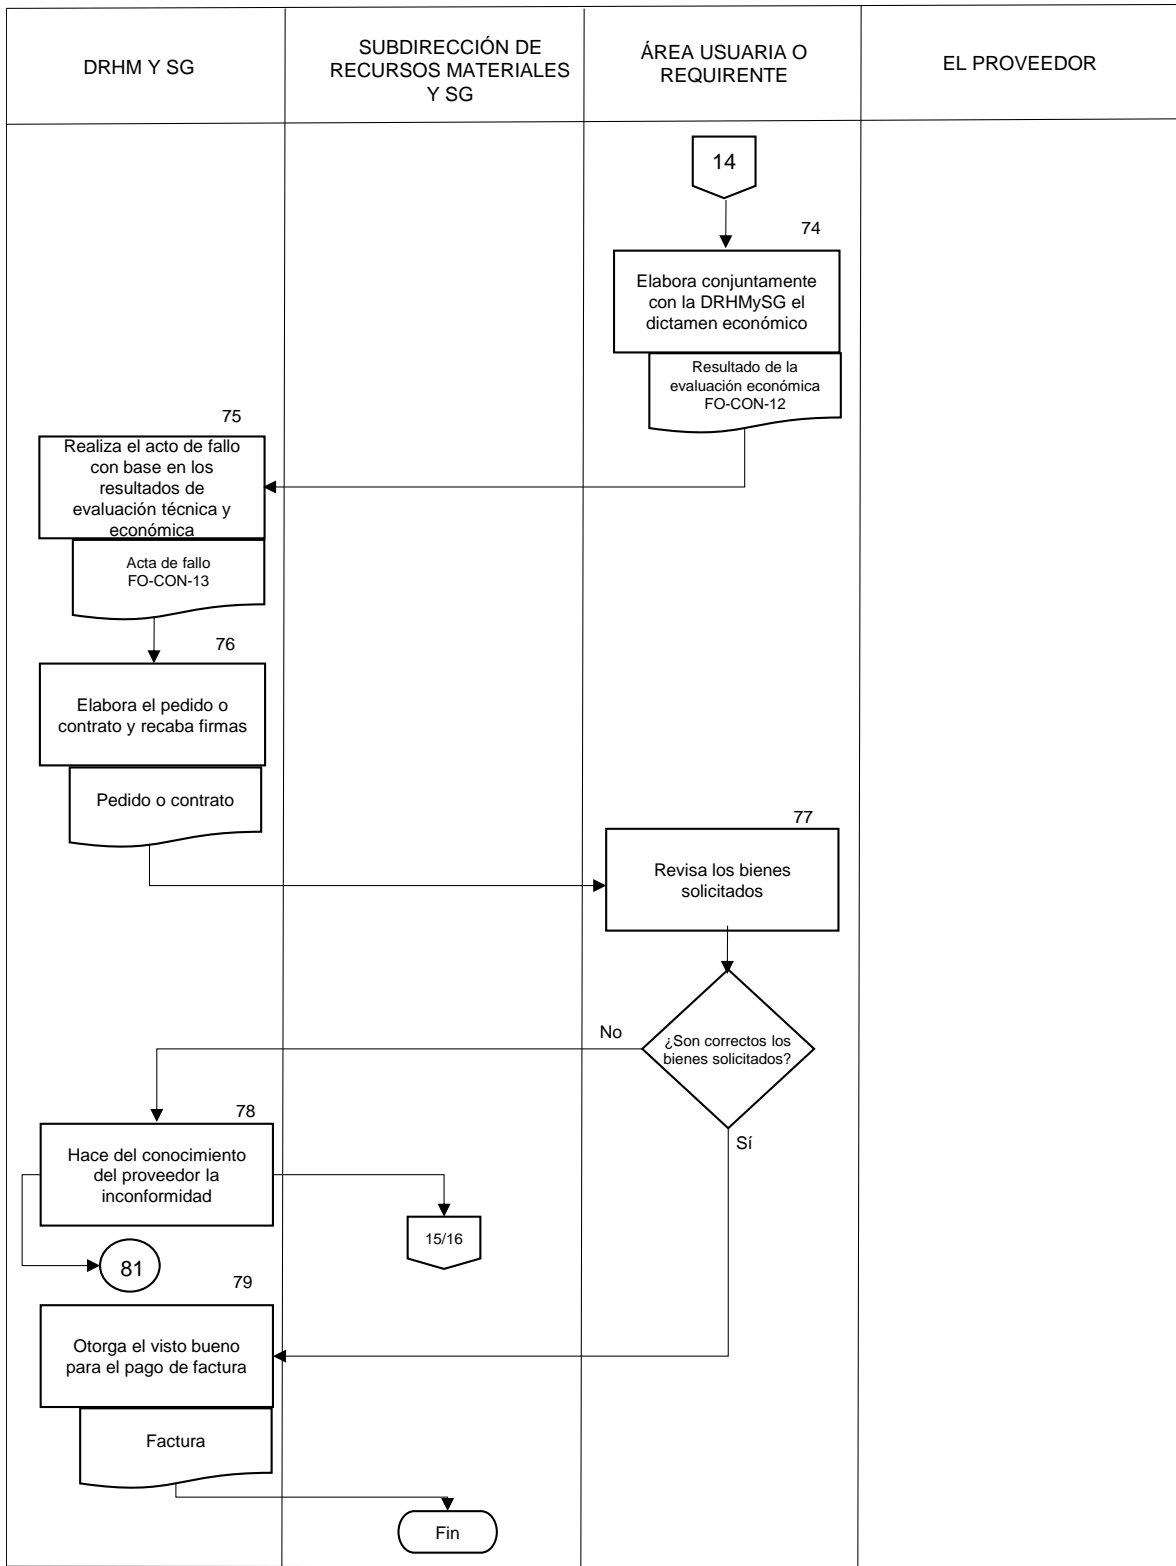 DRHM Y SG
SUBDIRECCIÓN DE
RECURSOS MATERIALES
Y SG
ÁREA USUARIA O
REQUIRENTE
EL PROVEEDOR
14
74
Elabora conjuntamente
con la DRHMySG el
dictamen económico
Resultado de la
evaluación económica
FO-CON-12
75
Realiza el acto de fallo
con base en los
resultados de
evaluación técnica y
económica
Acta de fallo
FO-CON-13
76
Elabora el pedido o
contrato y recaba firmas
Pedido o contrato
77
Revisa los bienes
solicitados
¿Son correctos los
bienes solicitados?
No
Sí
78
Hace del conocimiento
del proveedor la
inconformidad
15/16
81
79
Otorga el visto bueno
para el pago de factura
Factura
Fin